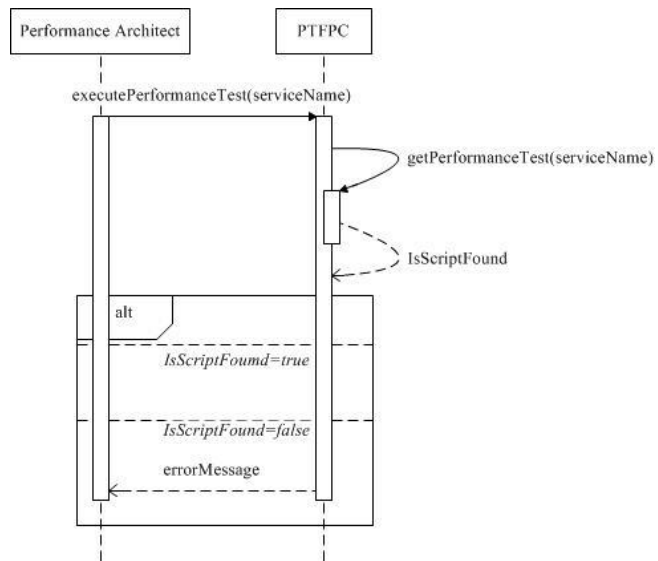 Performance Architect
PTFPC
executePerformanceTest(serviceName)
getPerformanceTest(serviceName)
IsScriptFound
alt
IsScriptFoumd=true
IsScriptFound=false
errorMessage